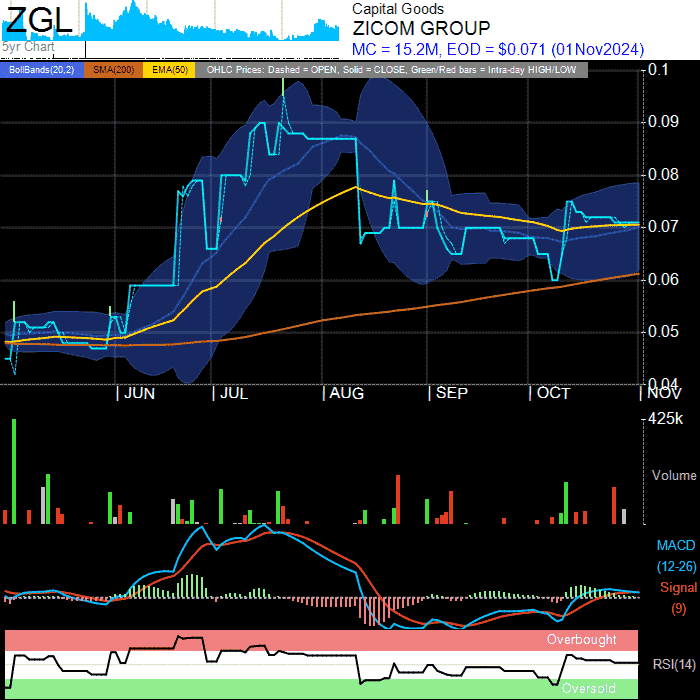 ZGL
5yr Chart
Capital Goods
ZICOM GROUP
MC = 15.2M, EOD = $0.071 (01Nov2024)
BollBands(20,2) SMA(200) EMA(50) OHLC Prices: Dashed = OPEN, Solid = CLOSE, Green/Red bars = Intra-day HIGH/LOW
0.1
0.09
0.08
0.07
0.06
0.05
0.04
| JUN | JUL | AUG | SEP | OCT | NOV
425k
Volume
MACD
(12-26)
Signal
(9)
Overbought
RSI(14)
Oversold